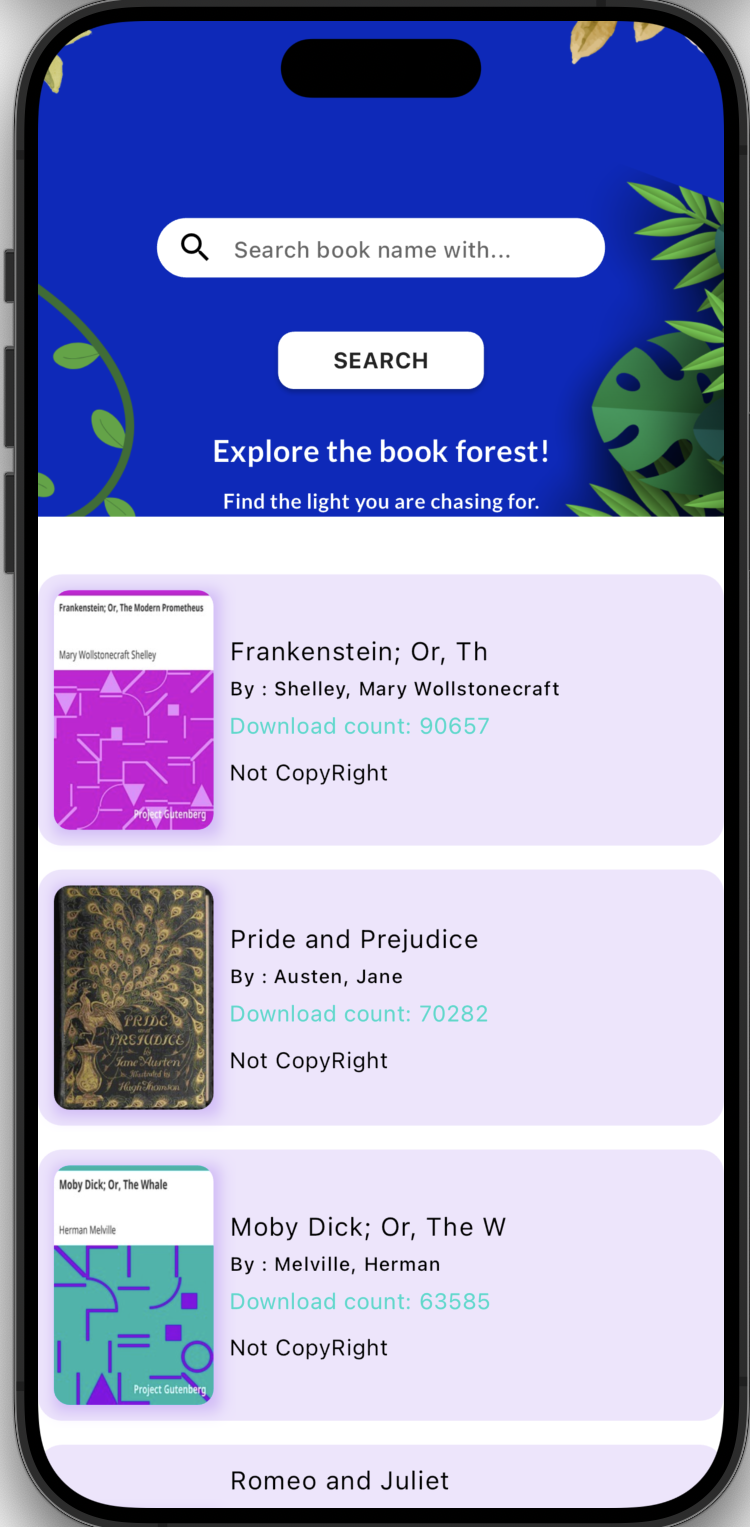 Search book name with...
SEARCH
Explore the book forest!
Find the light you are chasing for.
Frankenstein; Or, The Modern Prometheus
Mary Wollstonecraft Shelley
Project Gutenberg
Frankenstein; Or, Th
By : Shelley, Mary Wollstonecraft
Download count: 90657
Not CopyRight
PRIDE
and
PREJUDICE
by
Jane Austen
Illustrated by
Hugh Thomson
Pride and Prejudice
By : Austen, Jane
Download count: 70282
Not CopyRight
Moby Dick; Or, The Whale
Herman Melville
Project Gutenberg
Moby Dick; Or, The W
By : Melville, Herman
Download count: 63585
Not CopyRight
Romeo and Juliet